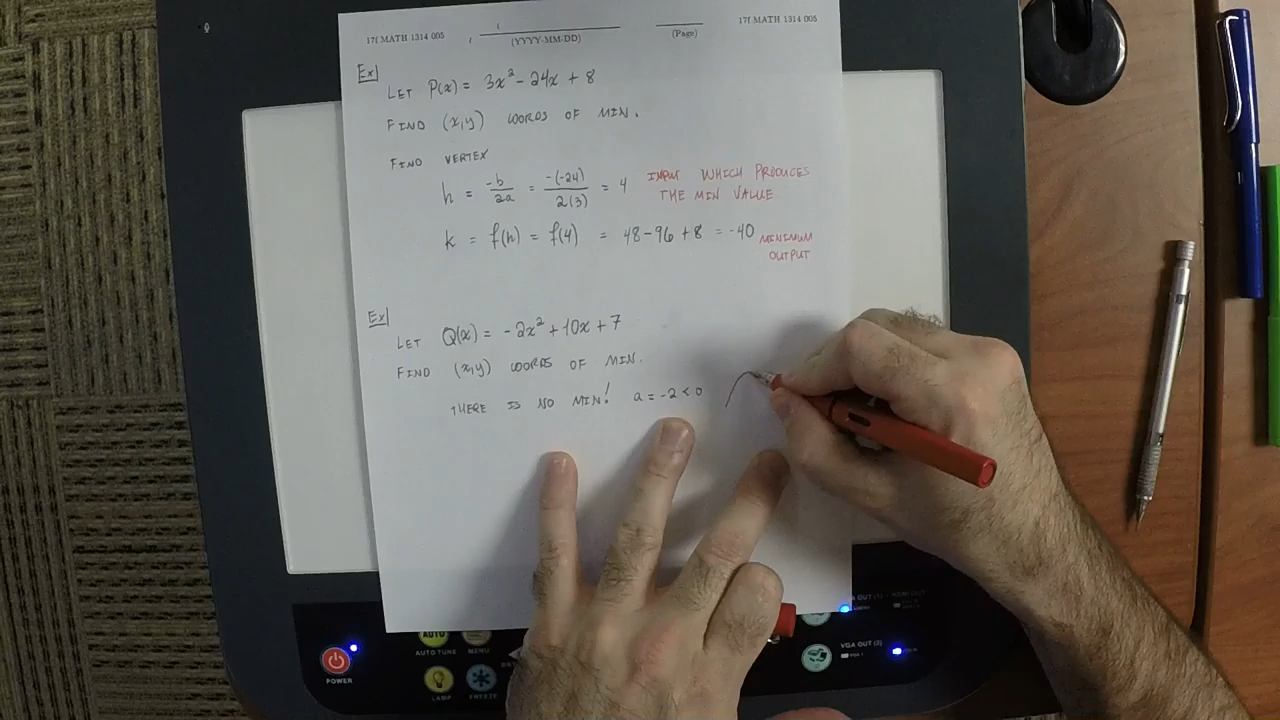 17f MATH 1314 005
(YYYY-MM-DD)
(Page)
17f MATH 1314 005
Ex
LET P(x) = 3x² - 24x + 8
FIND (x,y) COORDS OF MIN.
FIND VERTEX
h = -b/2a = -(-24)/2(3) = 4 INPUT WHICH PRODUCES THE MIN VALUE
k = f(h) = f(4) = 48 - 96 + 8 = -40 MINIMUM OUTPUT
Ex
LET Q(x) = -2x² + 10x + 7
FIND (x,y) COORDS OF MIN.
THERE IS NO MIN! a = -2 < 0
POWER
AUTO
AUTO TUNE
MENU
LAMP
FREEZE
VGA OUT (2)